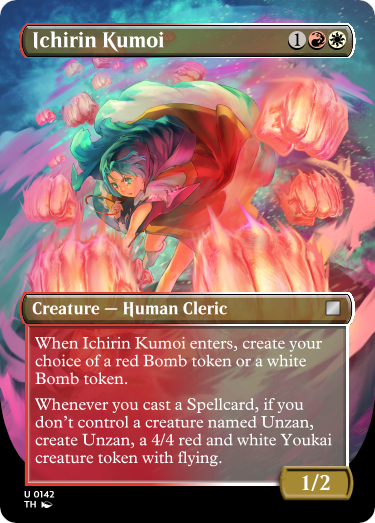 Ichirin Kumoi 1
Creature — Human Cleric
When Ichirin Kumoi enters, create your
choice of a red Bomb token or a white
Bomb token.
Whenever you cast a Spellcard, if you
don't control a creature named Unzan,
create Unzan, a 4/4 red and white Youkai
creature token with flying.
1/2
U 0142
TH